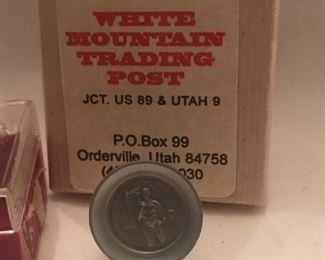 WHITE
MOUNTAIN
TRADING
POST
JCT. US 89 & UTAH 9
P.O.Box 99
Orderville, Utah 84758